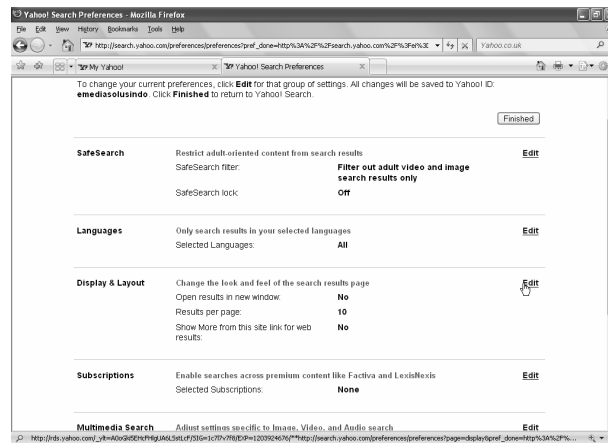 Yahoo! Search Preferences - Mozilla Firefox
File Edit View History Bookmarks Tools Help
Yahoo.co.uk
My Yahoo! Yahoo! Search Preferences
To change your current preferences, click Edit for that group of settings. All changes will be saved to Yahoo! ID:
emediasolusindo. Click Finished to return to Yahoo! Search.
Finished
SafeSearch Restrict adult-oriented content from search results Edit
SafeSearch filter: Filter out adult video and image
search results only
SafeSearch lock: Off
Languages Only search results in your selected languages Edit
Selected Languages: All
Display & Layout Change the look and feel of the search results page Edit
Open results in new window: No
Results per page: 10
Show More from this site link for web No
results:
Subscriptions Enable searches across premium content like Factiva and LexisNexis Edit
Selected Subscriptions: None
Multimedia Search Adjust settings specific to Image, Video, and Audio search Edit